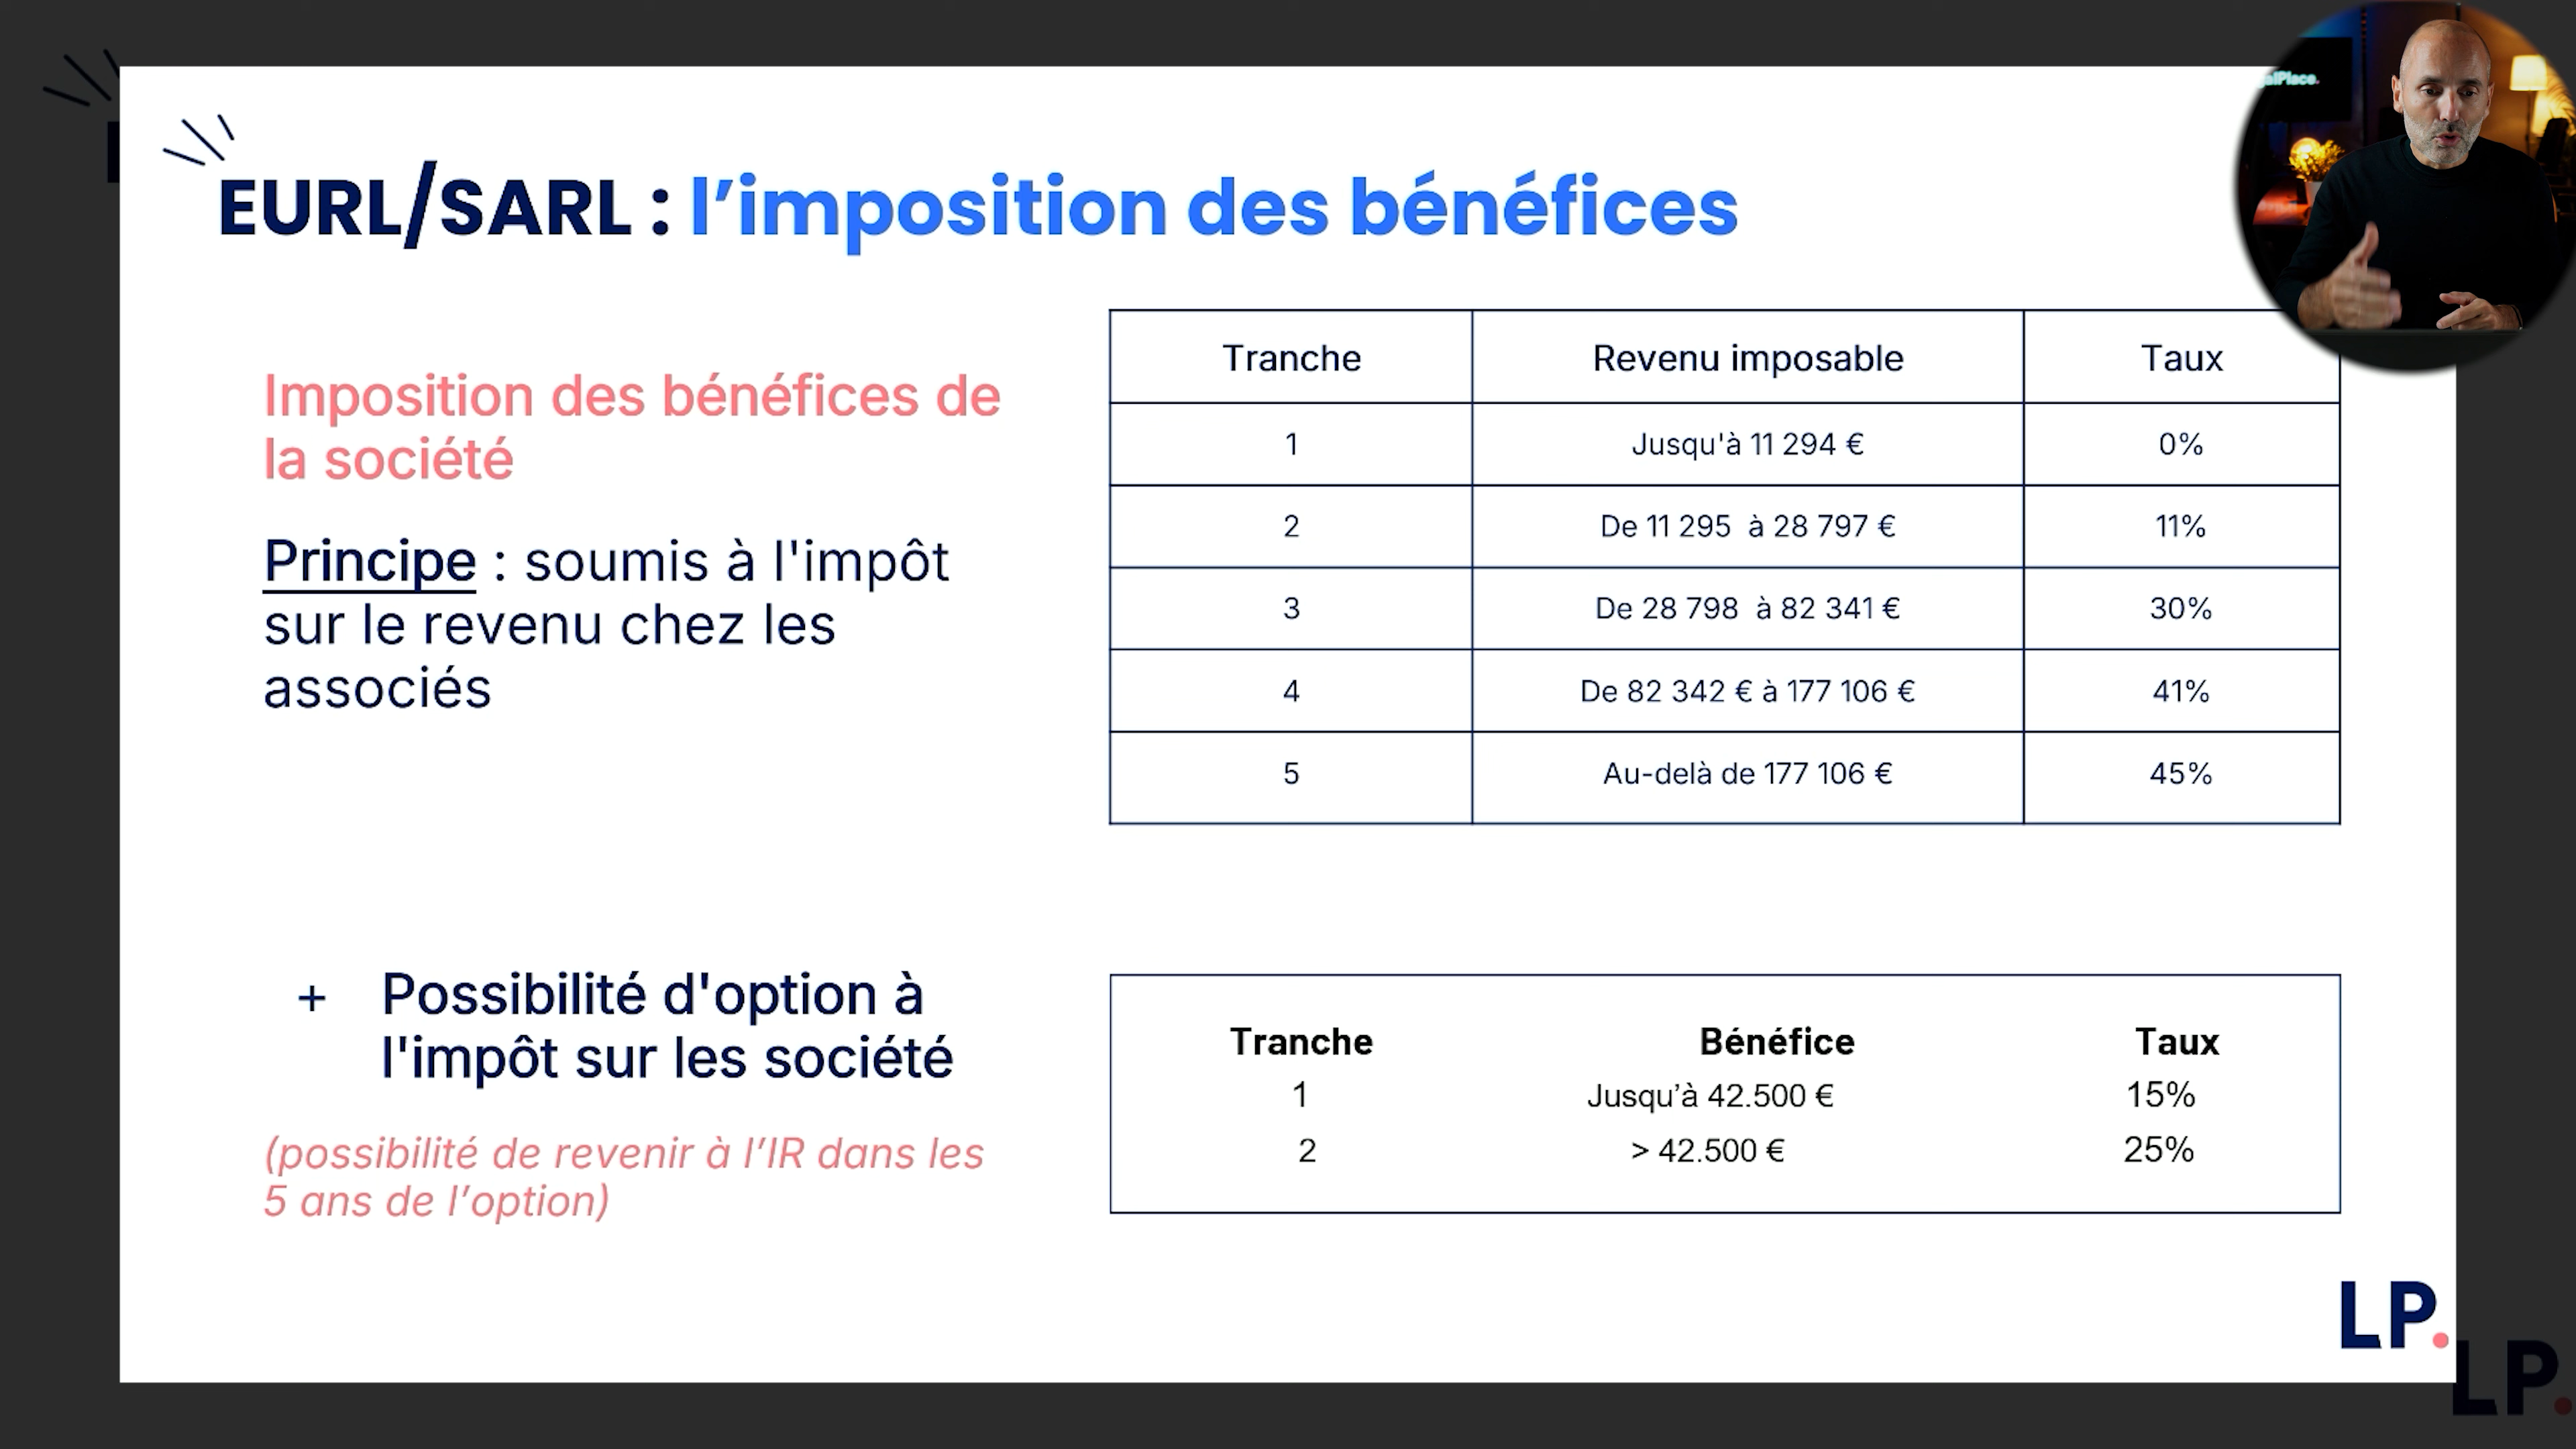 EURL/SARL : l’imposition des bénéfices
Imposition des bénéfices de
la société
Principe : soumis à l'impôt
sur le revenu chez les
associés
Tranche Revenu imposable Taux
1 Jusqu'à 11 294 € 0%
2 De 11 295 à 28 797 € 11%
3 De 28 798 à 82 341 € 30%
4 De 82 342 € à 177 106 € 41%
5 Au-delà de 177 106 € 45%
+ Possibilité d'option à
l'impôt sur les société
(possibilité de revenir à l’IR dans les
5 ans de l’option)
Tranche Bénéfice Taux
1 Jusqu’à 42.500 € 15%
2 > 42.500 € 25%
LP.
LP.